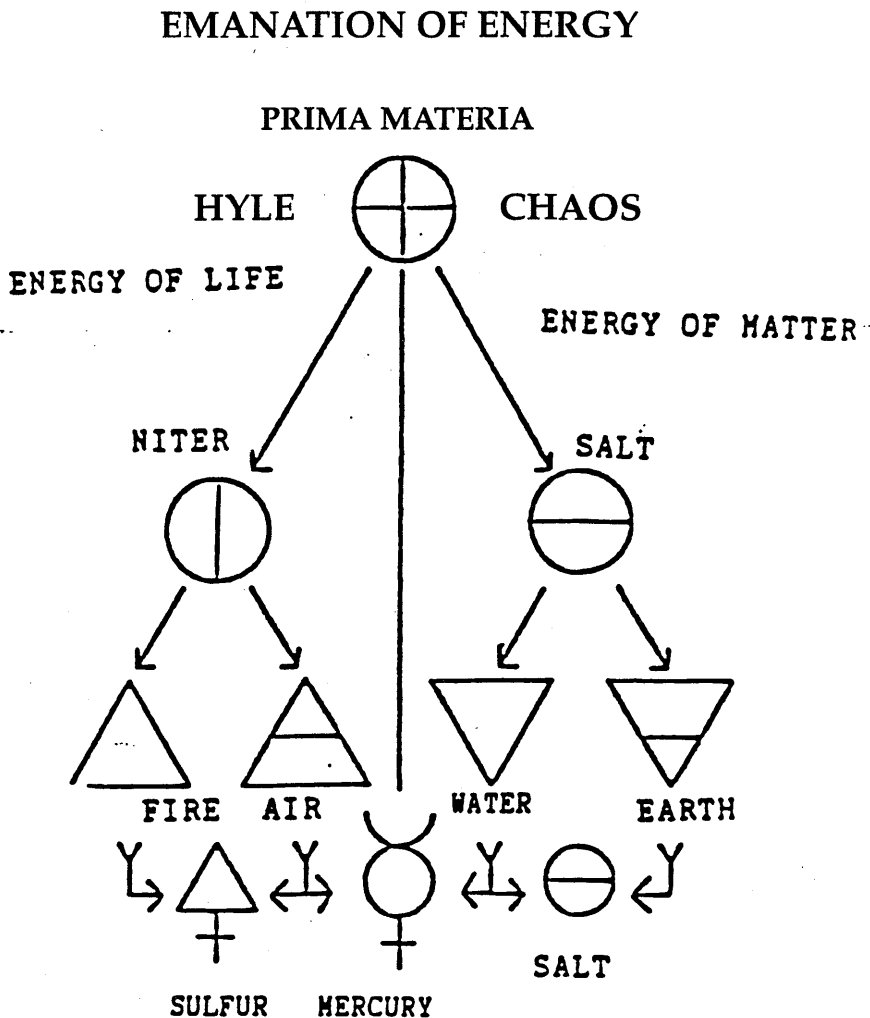 EMANATION OF ENERGY
PRIMA MATERIA
HYLE CHAOS
ENERGY OF LIFE
ENERGY OF MATTER
NITER SALT
FIRE AIR WATER EARTH
SALT
SULFUR MERCURY